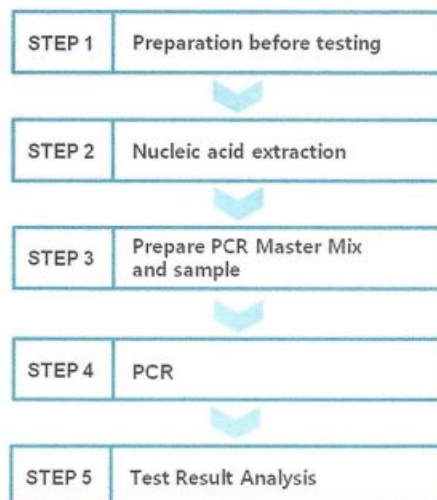 STEP 1 Preparation before testing
STEP 2 Nucleic acid extraction
STEP 3 Prepare PCR Master Mix
and sample
STEP 4 PCR
STEP 5 Test Result Analysis